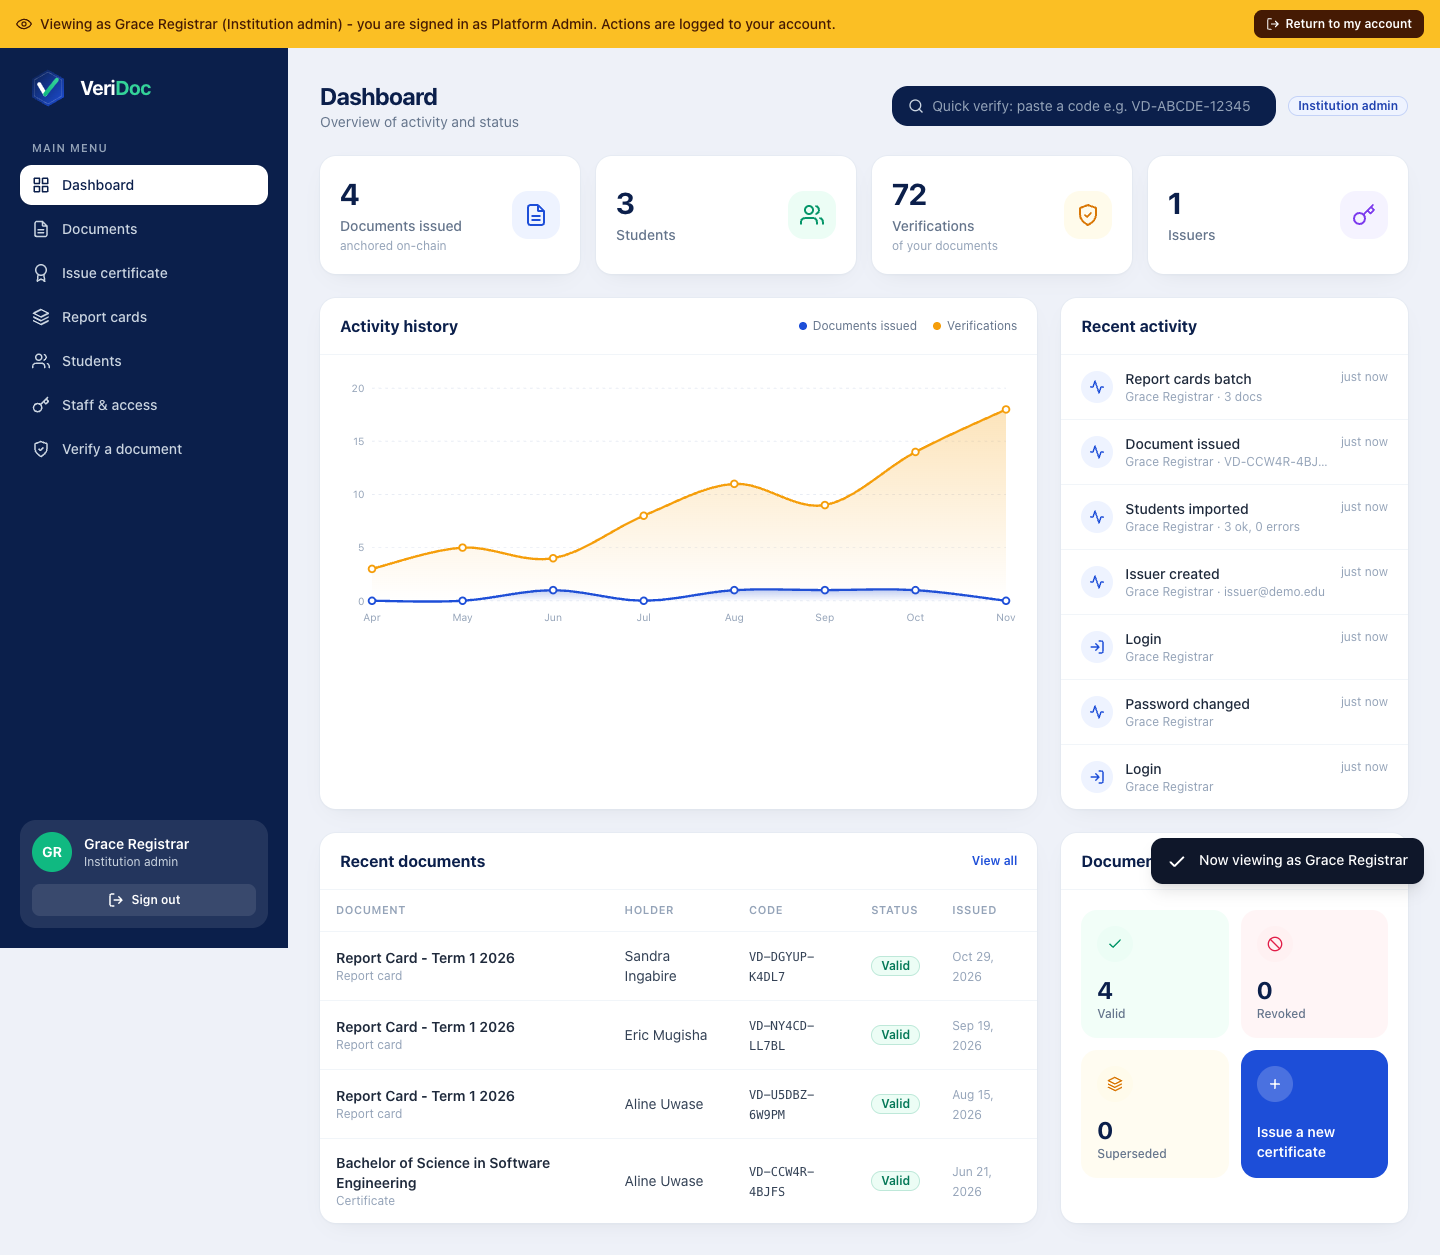 Viewing as Grace Registrar (Institution admin) - you are signed in as Platform Admin. Actions are logged to your account.
Return to my account
VeriDoc
MAIN MENU
Dashboard
Documents
Issue certificate
Report cards
Students
Staff & access
Verify a document
GR
Grace Registrar
Institution admin
Sign out
Dashboard
Overview of activity and status
Quick verify: paste a code e.g. VD-ABCDE-12345
Institution admin
4
Documents issued
anchored on-chain
3
Students
72
Verifications
of your documents
1
Issuers
Activity history
Documents issued
Verifications
20
15
10
5
0
Apr
May
Jun
Jul
Aug
Sep
Oct
Nov
Recent activity
Report cards batch
just now
Grace Registrar · 3 docs
Document issued
just now
Grace Registrar · VD-CCW4R-4BJ...
Students imported
just now
Grace Registrar · 3 ok, 0 errors
Issuer created
just now
Grace Registrar · issuer@demo.edu
Login
just now
Grace Registrar
Password changed
just now
Grace Registrar
Login
just now
Grace Registrar
Recent documents
View all
DOCUMENT
HOLDER
CODE
STATUS
ISSUED
Report Card - Term 1 2026
Report card
Sandra
Ingabire
VD-DGYUP-
K4DL7
Valid
Oct 29,
2026
Report Card - Term 1 2026
Report card
Eric Mugisha
VD-NY4CD-
LL7BL
Valid
Sep 19,
2026
Report Card - Term 1 2026
Report card
Aline Uwase
VD-U5DBZ-
6W9PM
Valid
Aug 15,
2026
Bachelor of Science in Software
Engineering
Certificate
Aline Uwase
VD-CCW4R-
4BJFS
Valid
Jun 21,
2026
Now viewing as Grace Registrar
4
Valid
0
Revoked
0
Superseded
Issue a new
certificate